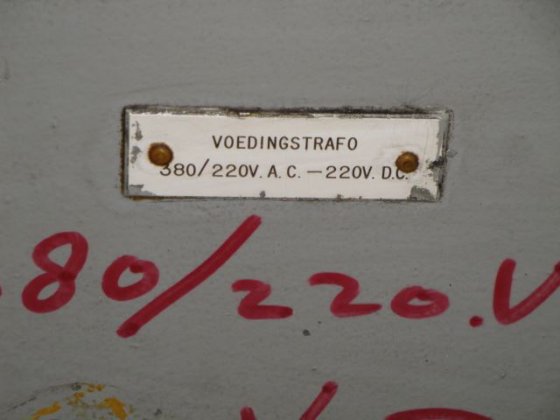 VOEDINGSTRAFO
380/220V. A. C. — 220V. D.C.
80/220.V